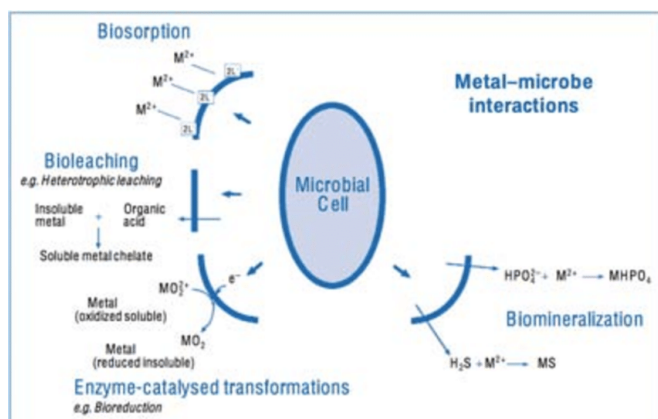 Biosorption
M²⁺
2L
M²⁺
2L
M²⁺
2L
Metal–microbe
interactions
Bioleaching
e.g. Heterotrophic leaching
Insoluble
metal
+
Organic
acid
Soluble metal chelate
Microbial
Cell
MO₂²⁺
e⁻
Metal
(oxidized soluble)
MO₂
Metal
(reduced insoluble)
Enzyme-catalysed transformations
e.g. Bioreduction
HPO₄²⁻ + M²⁺ → MHPO₄
Biomineralization
H₂S + M²⁺ → MS